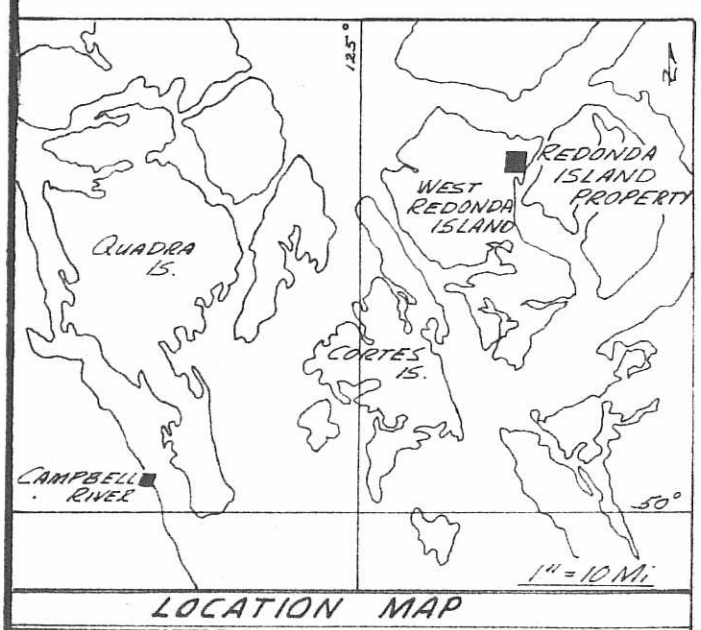 125°
N
REDONDA
ISLAND
PROPERTY
WEST
REDONDA
ISLAND
QUADRA
IS.
CORTES
IS.
CAMPBELL
RIVER
50°
1" = 10 Mi
LOCATION MAP